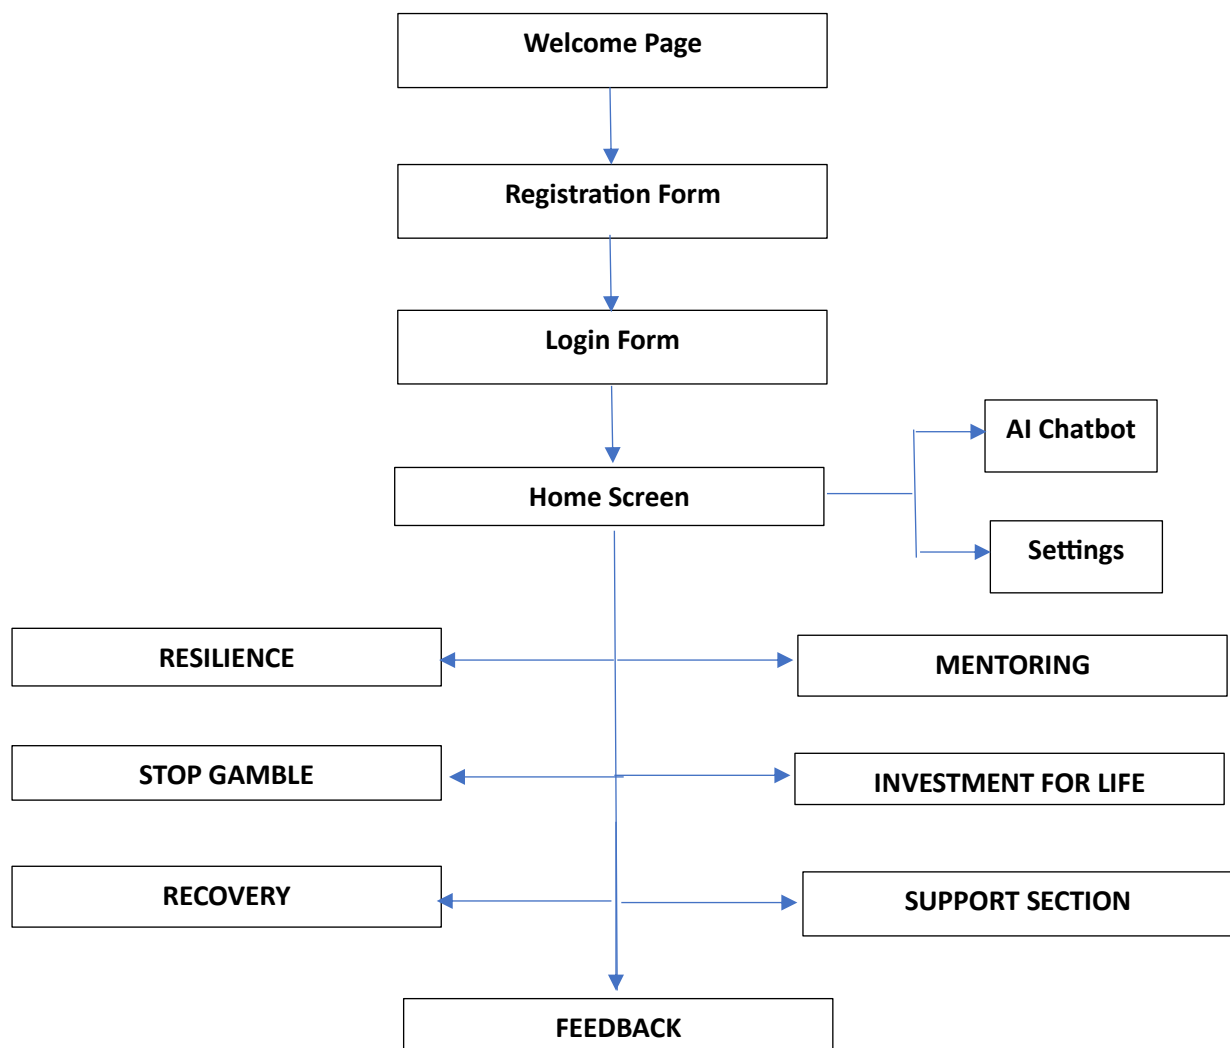 Welcome Page
Registration Form
Login Form
AI Chatbot
Home Screen
Settings
RESILIENCE
MENTORING
STOP GAMBLE
INVESTMENT FOR LIFE
RECOVERY
SUPPORT SECTION
FEEDBACK